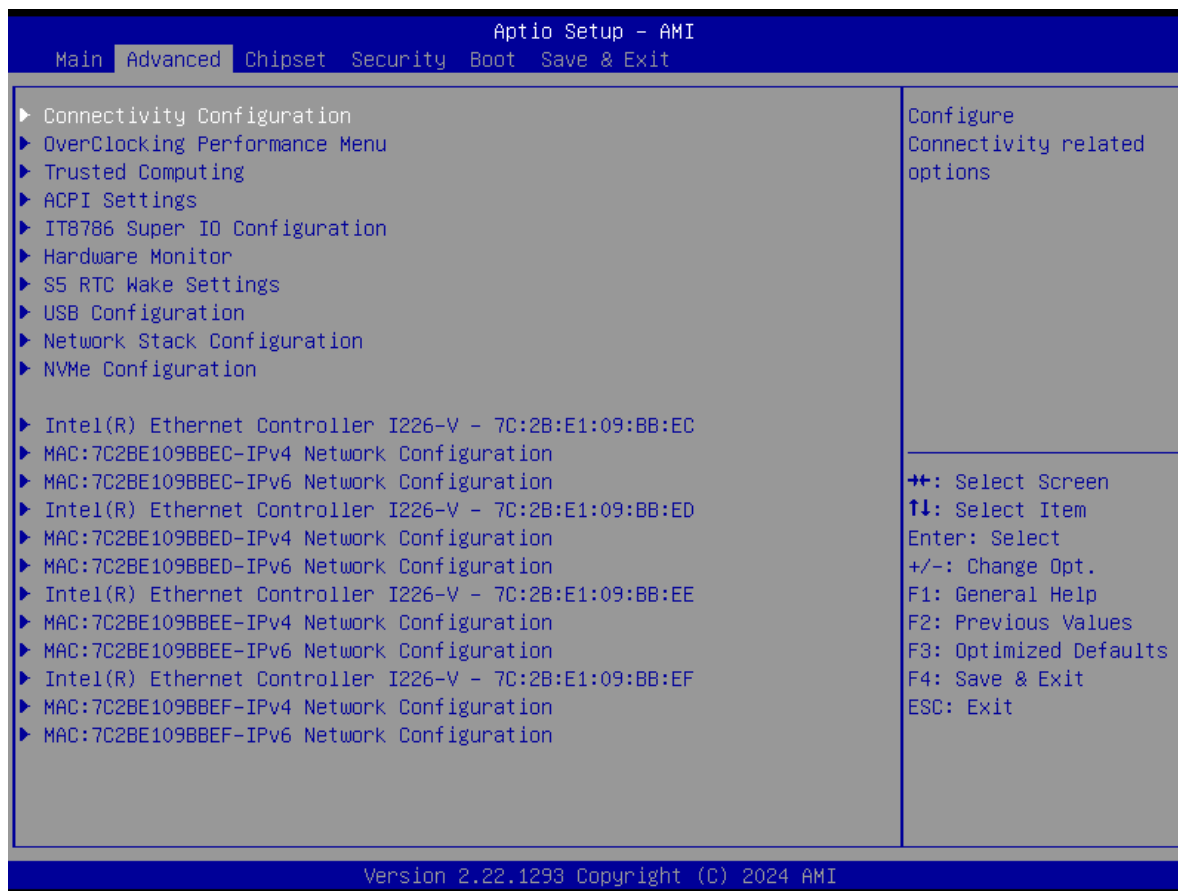 Aptio Setup – AMI
Main Advanced Chipset Security Boot Save & Exit
▶ Connectivity Configuration
▶ OverClocking Performance Menu
▶ Trusted Computing
▶ ACPI Settings
▶ IT8786 Super IO Configuration
▶ Hardware Monitor
▶ S5 RTC Wake Settings
▶ USB Configuration
▶ Network Stack Configuration
▶ NVMe Configuration
▶ Intel(R) Ethernet Controller I226-V – 7C:2B:E1:09:BB:EC
▶ MAC:7C2BE109BBEC-IPv4 Network Configuration
▶ MAC:7C2BE109BBEC-IPv6 Network Configuration
▶ Intel(R) Ethernet Controller I226-V – 7C:2B:E1:09:BB:ED
▶ MAC:7C2BE109BBED-IPv4 Network Configuration
▶ MAC:7C2BE109BBED-IPv6 Network Configuration
▶ Intel(R) Ethernet Controller I226-V – 7C:2B:E1:09:BB:EE
▶ MAC:7C2BE109BBEE-IPv4 Network Configuration
▶ MAC:7C2BE109BBEE-IPv6 Network Configuration
▶ Intel(R) Ethernet Controller I226-V – 7C:2B:E1:09:BB:EF
▶ MAC:7C2BE109BBEF-IPv4 Network Configuration
▶ MAC:7C2BE109BBEF-IPv6 Network Configuration
Configure
Connectivity related
options
→←: Select Screen
↑↓: Select Item
Enter: Select
+/-: Change Opt.
F1: General Help
F2: Previous Values
F3: Optimized Defaults
F4: Save & Exit
ESC: Exit
Version 2.22.1293 Copyright (C) 2024 AMI